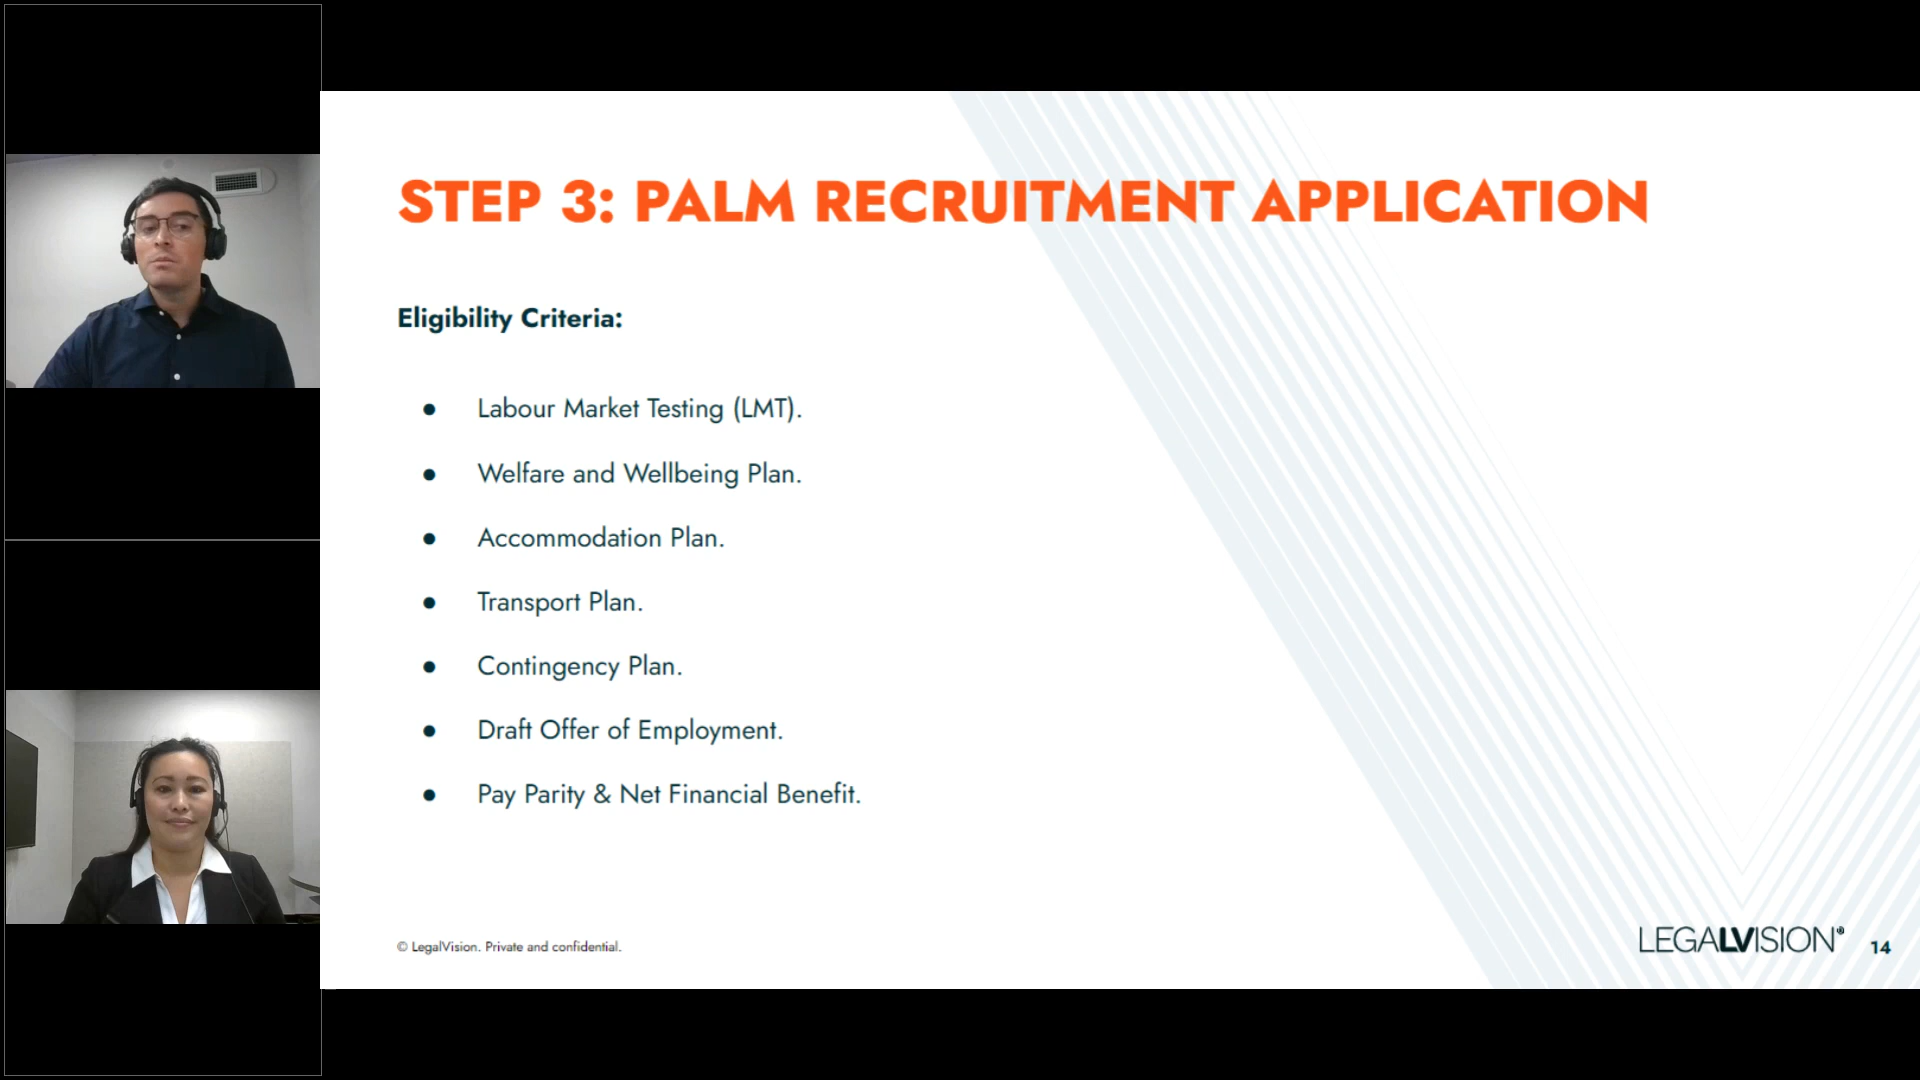 STEP 3: PALM RECRUITMENT APPLICATION
Eligibility Criteria:
● Labour Market Testing (LMT).
● Welfare and Wellbeing Plan.
● Accommodation Plan.
● Transport Plan.
● Contingency Plan.
● Draft Offer of Employment.
● Pay Parity & Net Financial Benefit.
© LegalVision. Private and confidential.
LEGALVISION®
14